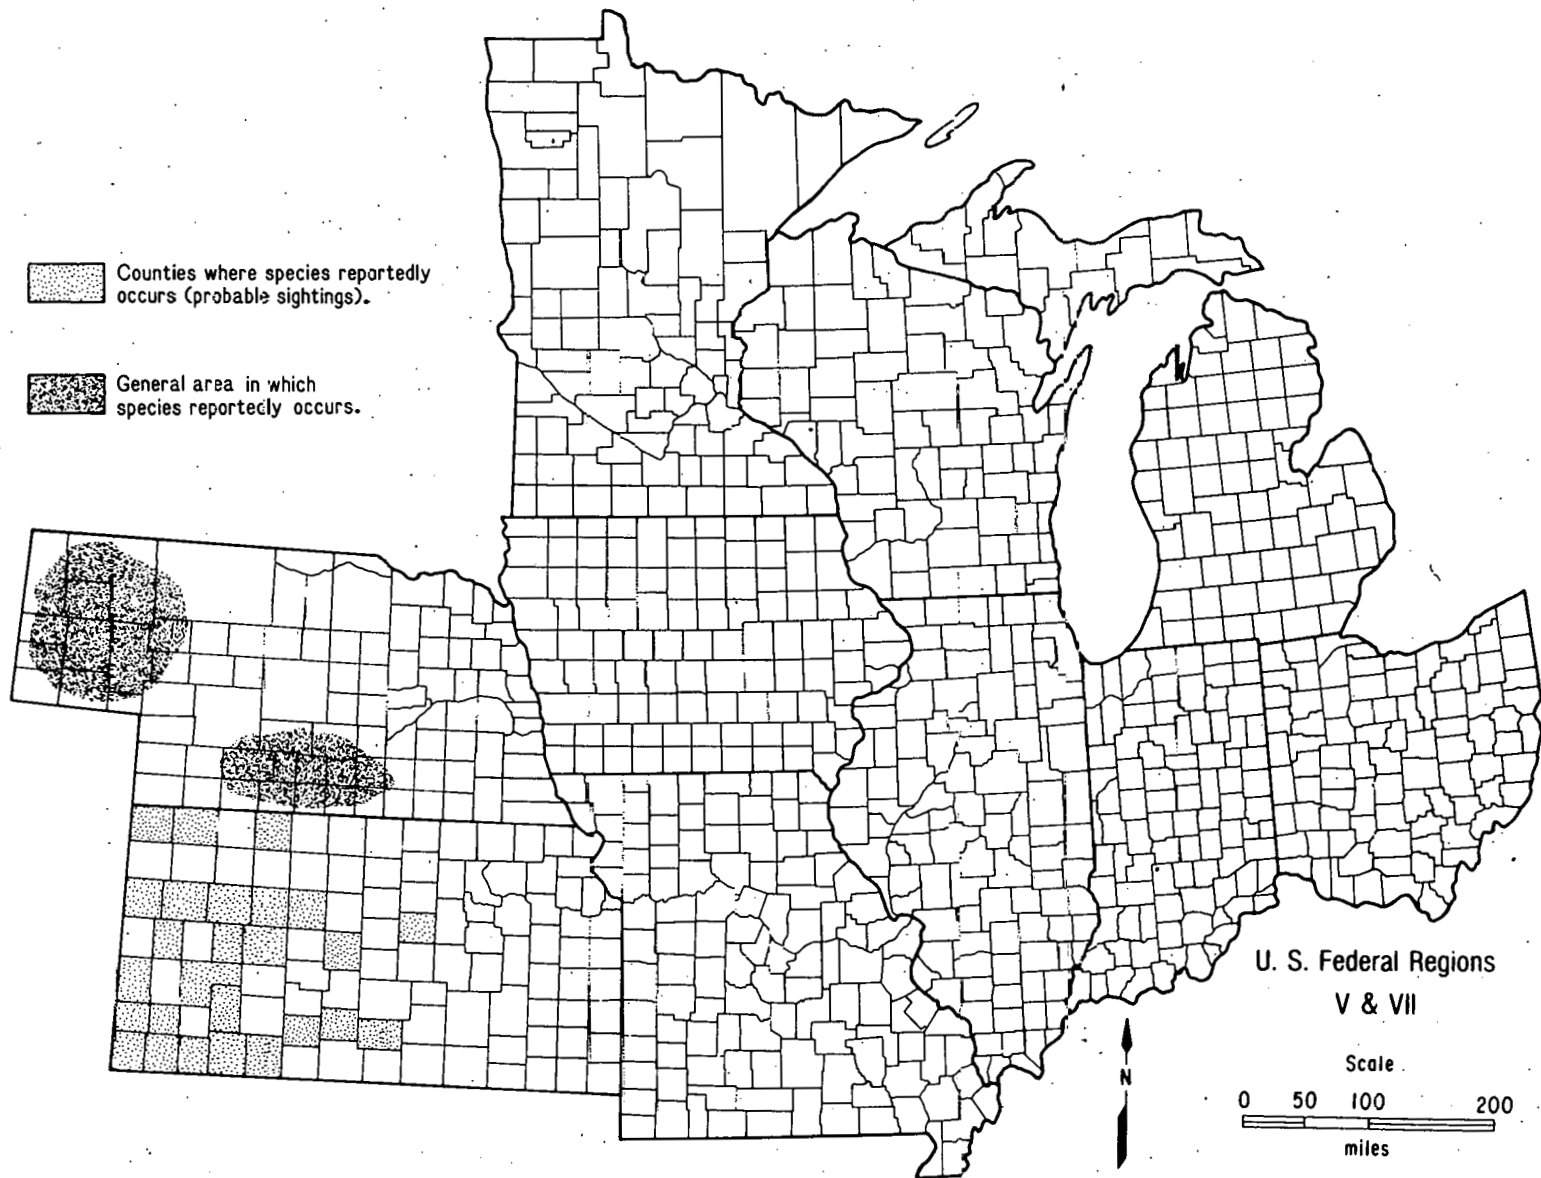 Counties where species reportedly
occurs (probable sightings).
General area in which
species reportedly occurs.
U. S. Federal Regions
V & VII
Scale
0 50 100 200
miles
N